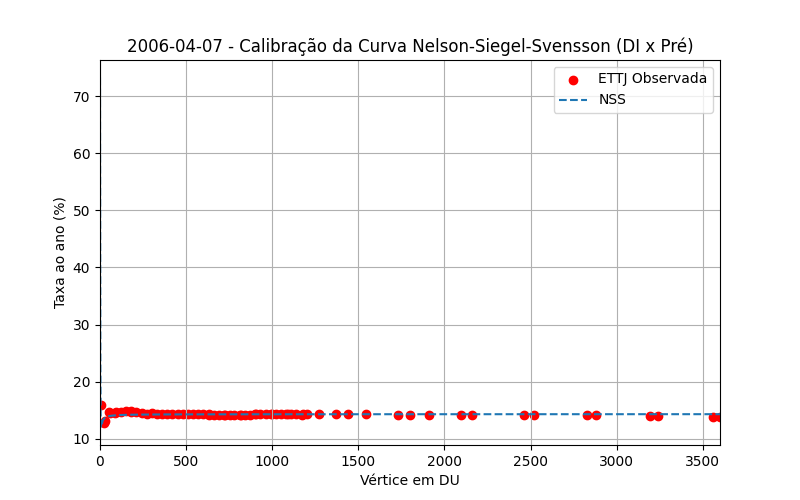 2006-04-07 - Calibração da Curva Nelson-Siegel-Svensson (DI x Pré)
ETTJ Observada
NSS
Taxa ao ano (%)
70
60
50
40
30
20
10
0 500 1000 1500 2000 2500 3000 3500
Vértice em DU